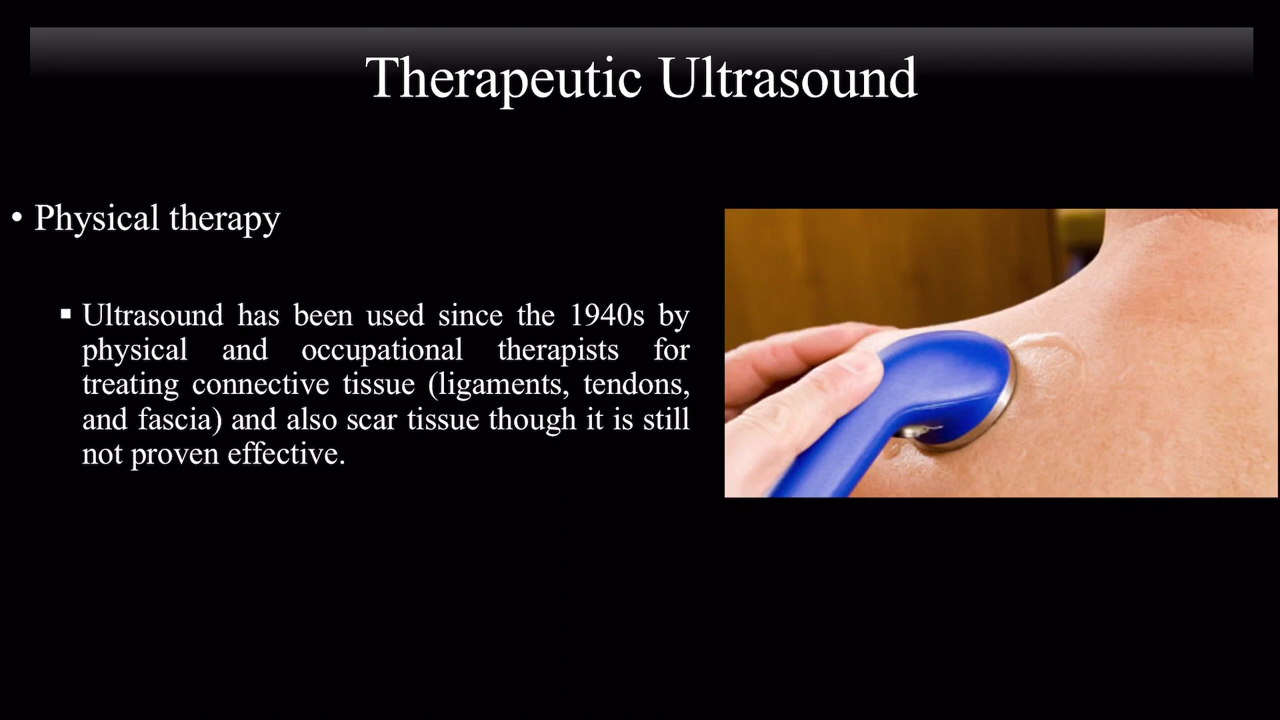 Therapeutic Ultrasound
• Physical therapy
▪ Ultrasound has been used since the 1940s by
physical and occupational therapists for
treating connective tissue (ligaments, tendons,
and fascia) and also scar tissue though it is still
not proven effective.